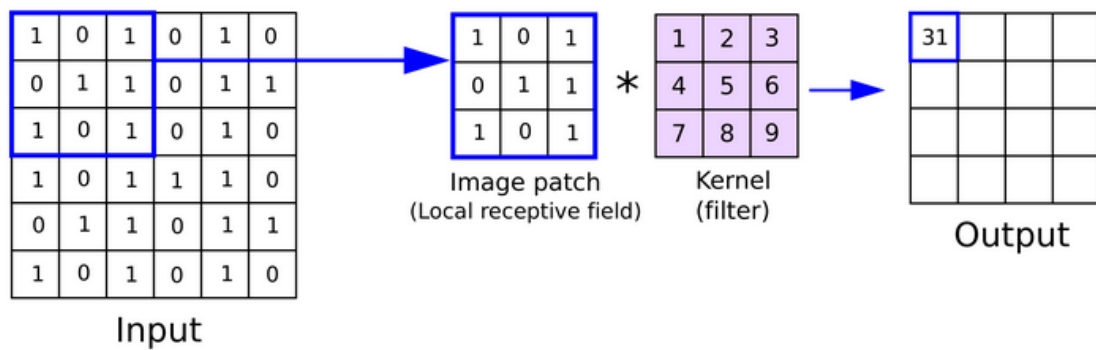 1 0 1 0 1 0
0 1 1 0 1 1
1 0 1 0 1 0
1 0 1 1 1 0
0 1 1 0 1 1
1 0 1 0 1 0
Input
1 0 1
0 1 1
1 0 1
Image patch
(Local receptive field)
*
1 2 3
4 5 6
7 8 9
Kernel
(filter)
31
Output